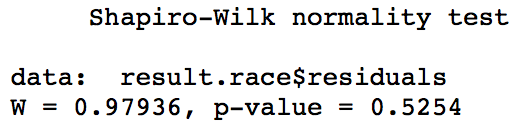 Shapiro-Wilk normality test
data: result.race$residuals
W = 0.97936, p-value = 0.5254